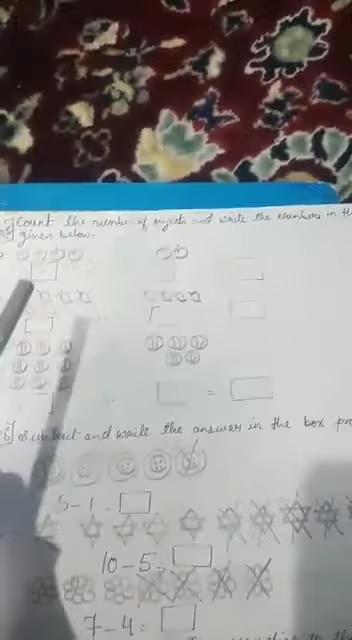 Count the number of objects and write the numbers in the
given below.
=
6] Subtract and write the answer in the box
5-1 =
10-5 =
7-4 =